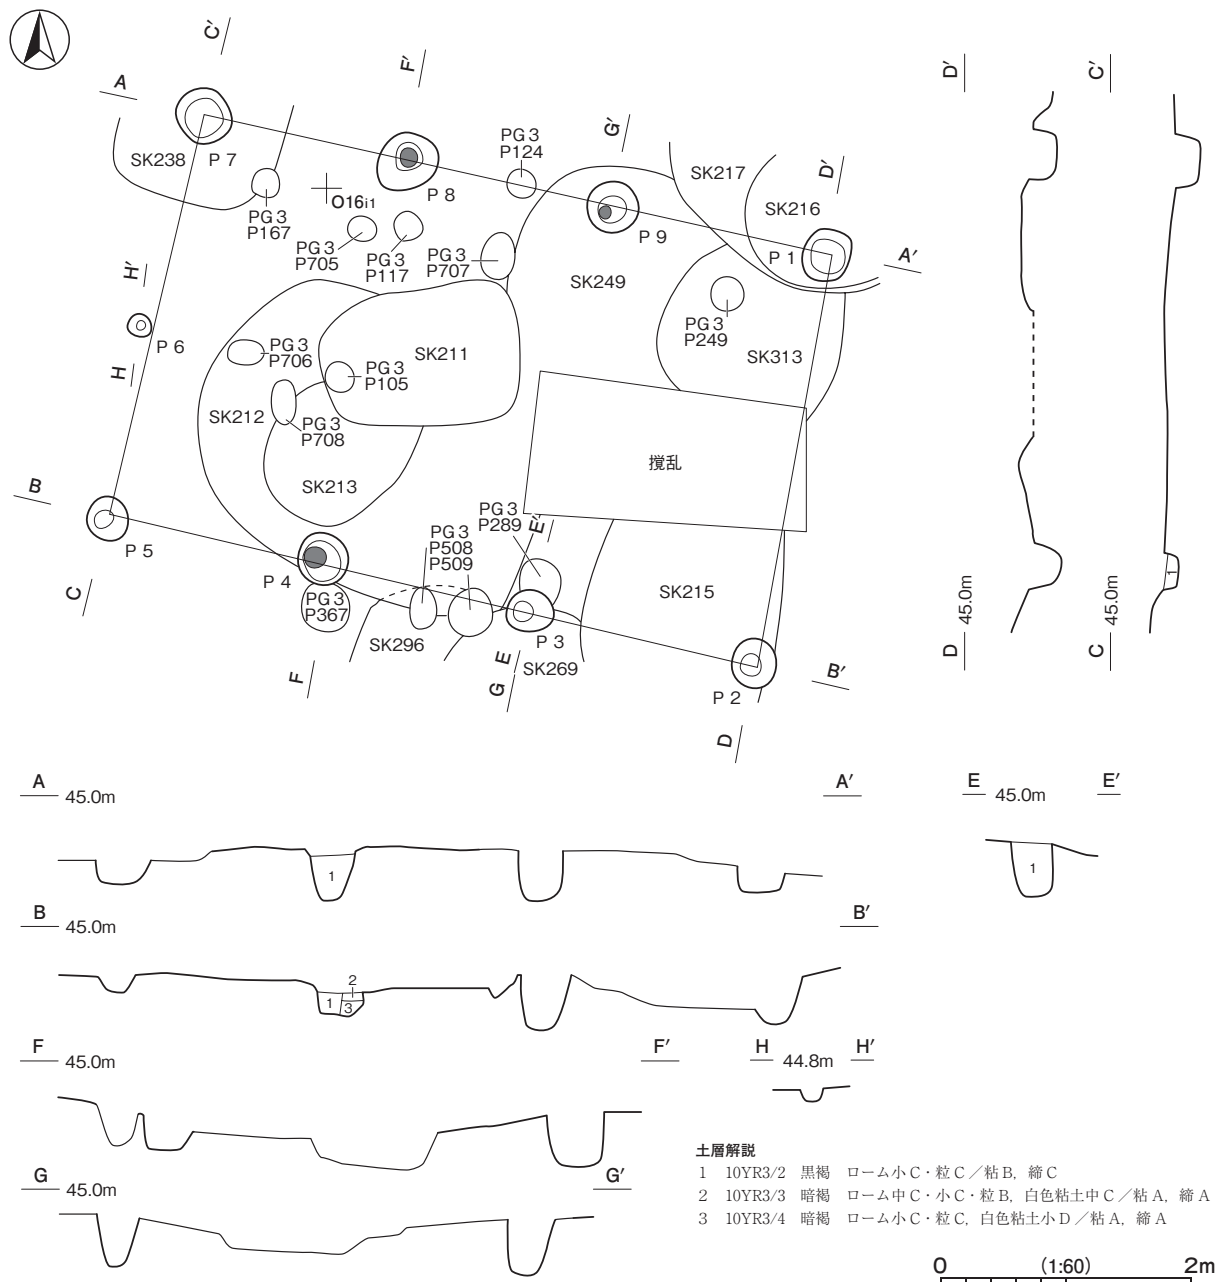 C′
F′
D′
C′
A
G′
PG 3
P124
SK217
D′
SK238
P 7
SK216
P 8
O16i1
PG 3
P167
P 9
P 1
PG 3
P705
PG 3
P117
PG 3
P707
A′
H′
SK249
PG 3
P249
P 6
PG 3
P706
SK211
SK313
H
PG 3
P105
SK212
PG 3
P708
撹乱
B
SK213
PG 3
P289
E′
PG 3
P508
P509
P 5
P 4
SK215
C
PG 3
P367
P 3
SK296
E
SK269
F
G
P 2
B′
D
D 45.0m
C 45.0m
A 45.0m A′
1
E 45.0m E′
1
1
B 45.0m B′
2
1
3
F 45.0m F′
H 44.8m H′
G 45.0m G′
土層解説
1 10YR3/2 黒褐 ローム小C・粒C／粘B，締C
2 10YR3/3 暗褐 ローム中C・小C・粒B，白色粘土中C／粘A，締A
3 10YR3/4 暗褐 ローム小C・粒C，白色粘土小D／粘A，締A
0 (1:60) 2m